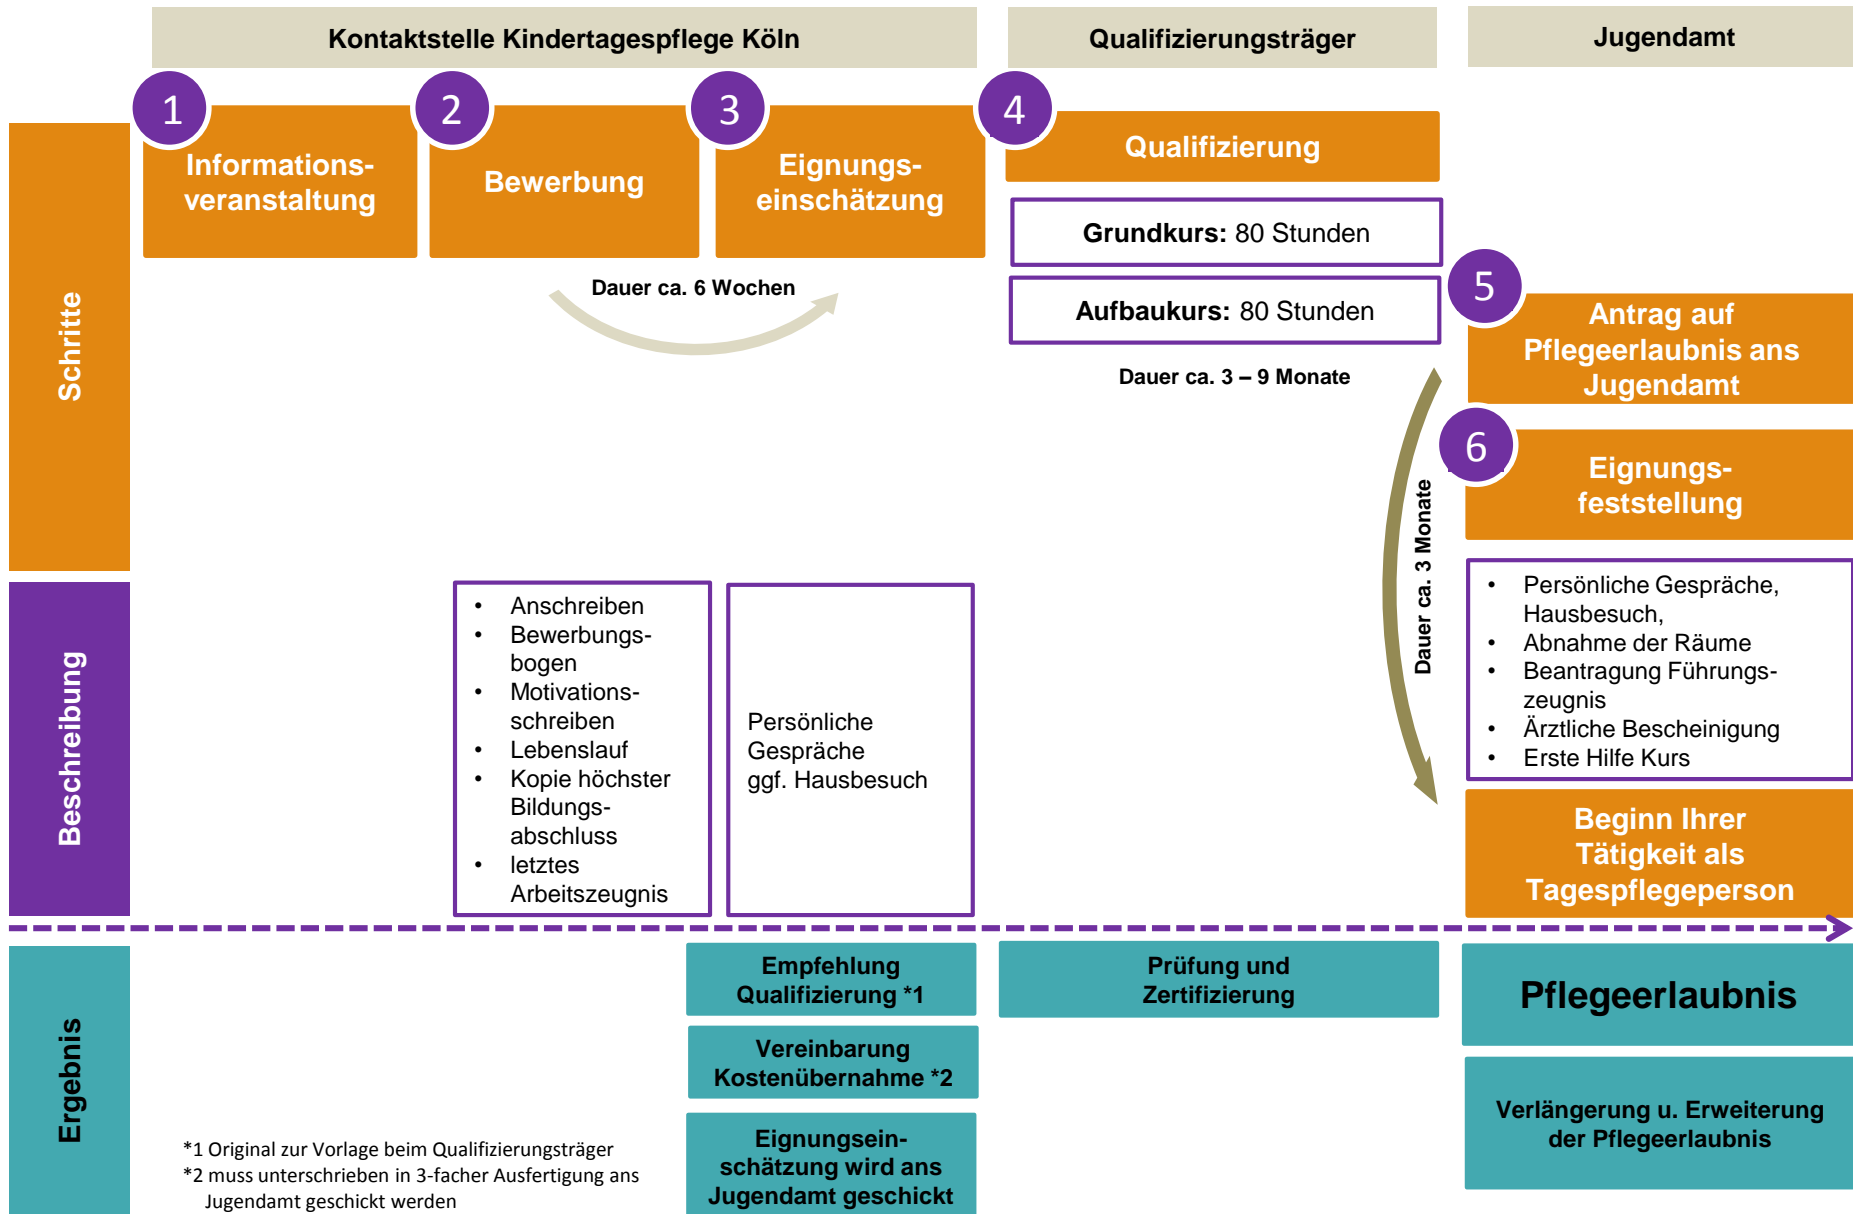 Kontaktstelle Kindertagespflege Köln
Qualifizierungsträger
Jugendamt
Schritte
1
Informations-
veranstaltung
2
Bewerbung
3
Eignungs-
einschätzung
Dauer ca. 6 Wochen
4
Qualifizierung
Grundkurs: 80 Stunden
Aufbaukurs: 80 Stunden
Dauer ca. 3 – 9 Monate
5
Antrag auf
Pflegeerlaubnis ans
Jugendamt
6
Eignungs-
feststellung
Dauer ca. 3 Monate
Beschreibung
• Anschreiben
• Bewerbungs-
bogen
• Motivations-
schreiben
• Lebenslauf
• Kopie höchster
Bildungs-
abschluss
• letztes
Arbeitszeugnis
Persönliche
Gespräche
ggf. Hausbesuch
• Persönliche Gespräche,
Hausbesuch,
• Abnahme der Räume
• Beantragung Führungs-
zeugnis
• Ärztliche Bescheinigung
• Erste Hilfe Kurs
Beginn Ihrer
Tätigkeit als
Tagespflegeperson
Ergebnis
Empfehlung
Qualifizierung *1
Vereinbarung
Kostenübernahme *2
Eignungsein-
schätzung wird ans
Jugendamt geschickt
Prüfung und
Zertifizierung
Pflegeerlaubnis
Verlängerung u. Erweiterung
der Pflegeerlaubnis
*1 Original zur Vorlage beim Qualifizierungsträger
*2 muss unterschrieben in 3-facher Ausfertigung ans
Jugendamt geschickt werden